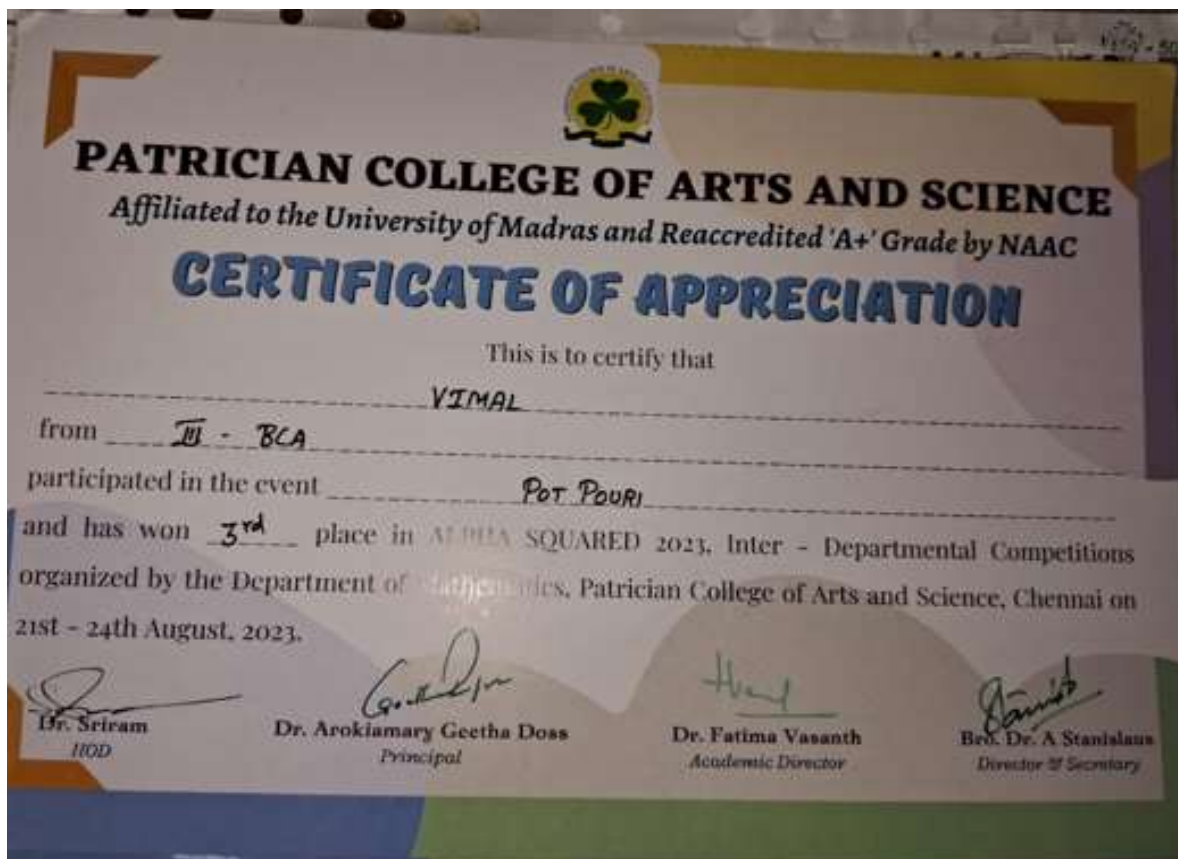 PATRICIAN COLLEGE OF ARTS AND SCIENCE
Affiliated to the University of Madras and Reaccredited 'A+' Grade by NAAC
CERTIFICATE OF APPRECIATION
This is to certify that
VIMAL
from III - BCA
participated in the event POT POURI
and has won 3rd place in ALPHA SQUARED 2023, Inter - Departmental Competitions
organized by the Department of Mathematics, Patrician College of Arts and Science, Chennai on
21st - 24th August, 2023.
Dr. Sriram Dr. Arokiamary Geetha Doss Dr. Fatima Vasanth Bro. Dr. A Stanislaus
HOD Principal Academic Director Director & Secretary